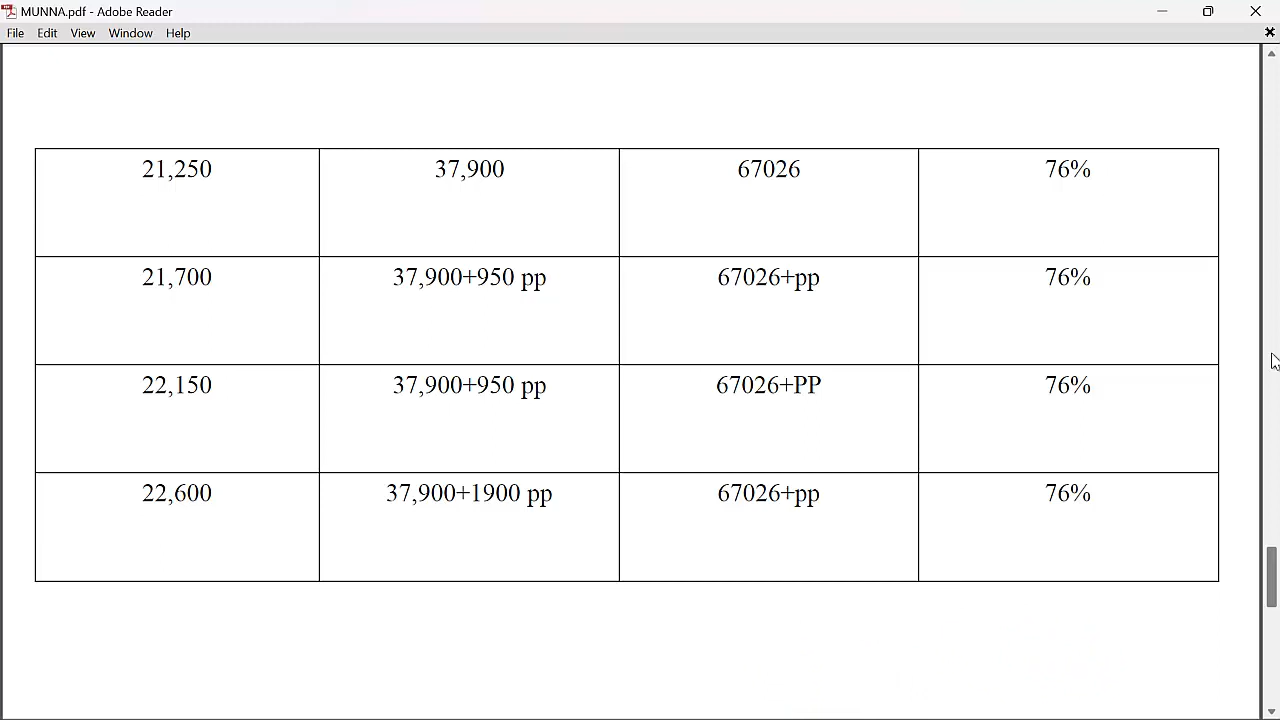 MUNNA.pdf - Adobe Reader
File Edit View Window Help
21,250 37,900 67026 76%
21,700 37,900+950 pp 67026+pp 76%
22,150 37,900+950 pp 67026+PP 76%
22,600 37,900+1900 pp 67026+pp 76%